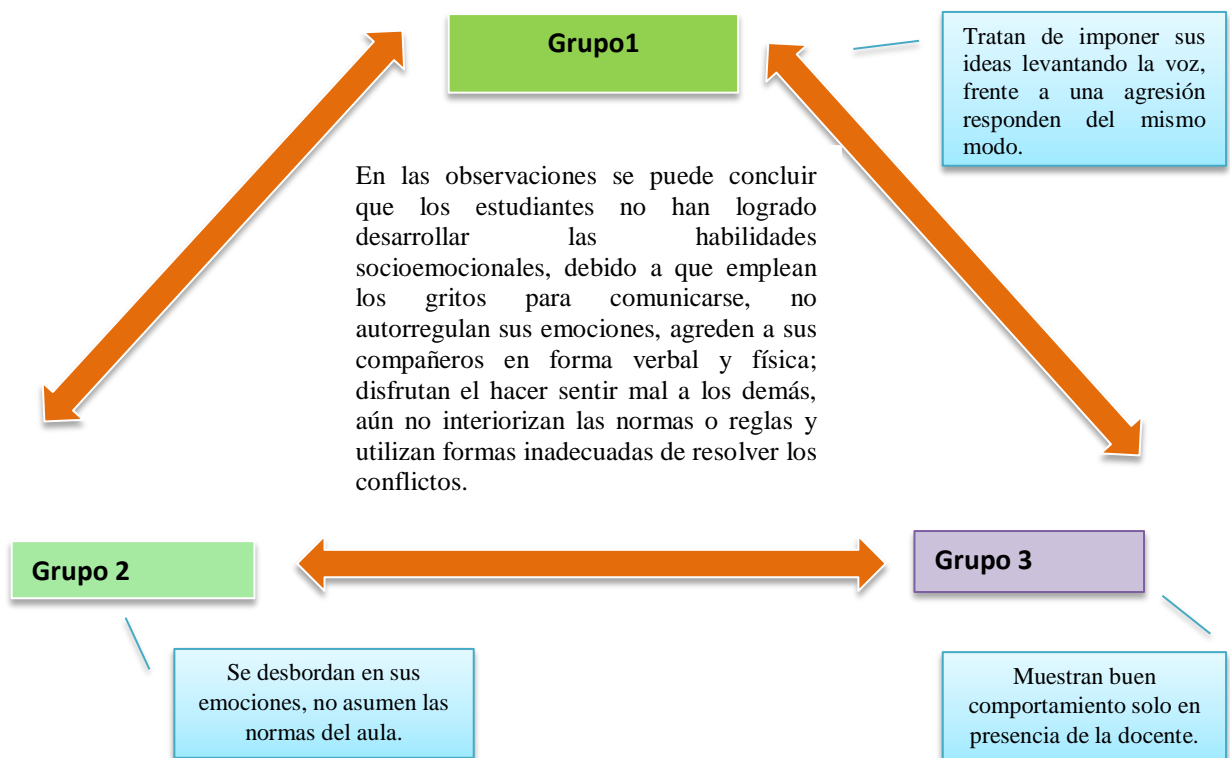 Grupo1
Tratan de imponer sus
ideas levantando la voz,
frente a una agresión
responden del mismo
modo.
En las observaciones se puede concluir
que los estudiantes no han logrado
desarrollar las habilidades
socioemocionales, debido a que emplean
los gritos para comunicarse, no
autorregulan sus emociones, agreden a sus
compañeros en forma verbal y física;
disfrutan el hacer sentir mal a los demás,
aún no interiorizan las normas o reglas y
utilizan formas inadecuadas de resolver los
conflictos.
Grupo 2
Grupo 3
Se desbordan en sus
emociones, no asumen las
normas del aula.
Muestran buen
comportamiento solo en
presencia de la docente.